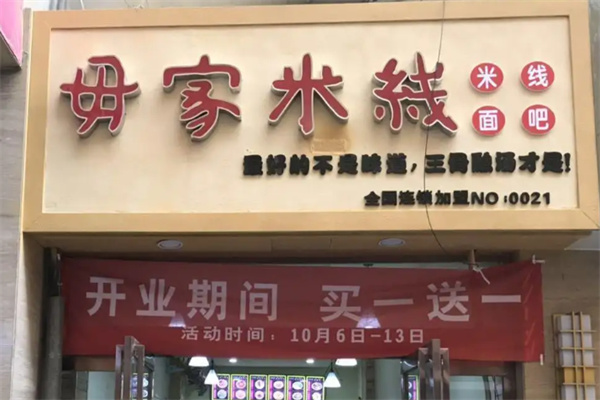 毋家米线
米线
面吧
最好的不是味道，王骨融汤才是!
全国连锁加盟NO:0021
开业期间 买一送一
活动时间：10月6日-13日